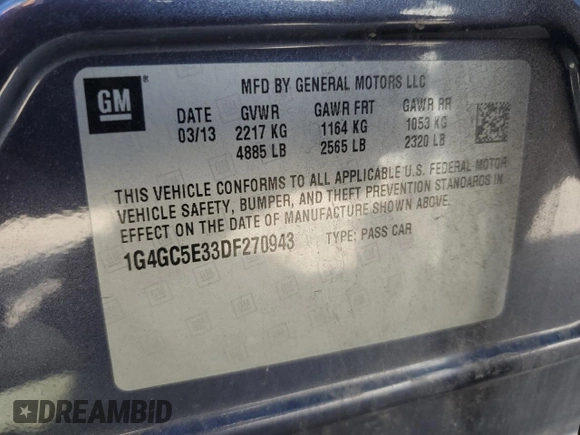 GM
®
MFD BY GENERAL MOTORS LLC
DATE GVWR GAWR FRT GAWR RR
03/13 2217 KG 1164 KG 1053 KG
4885 LB 2565 LB 2320 LB
THIS VEHICLE CONFORMS TO ALL APPLICABLE U.S. FEDERAL MOTOR
VEHICLE SAFETY, BUMPER, AND THEFT PREVENTION STANDARDS IN
EFFECT ON THE DATE OF MANUFACTURE SHOWN ABOVE.
1G4GC5E33DF270943 TYPE: PASS CAR
DREAMBID